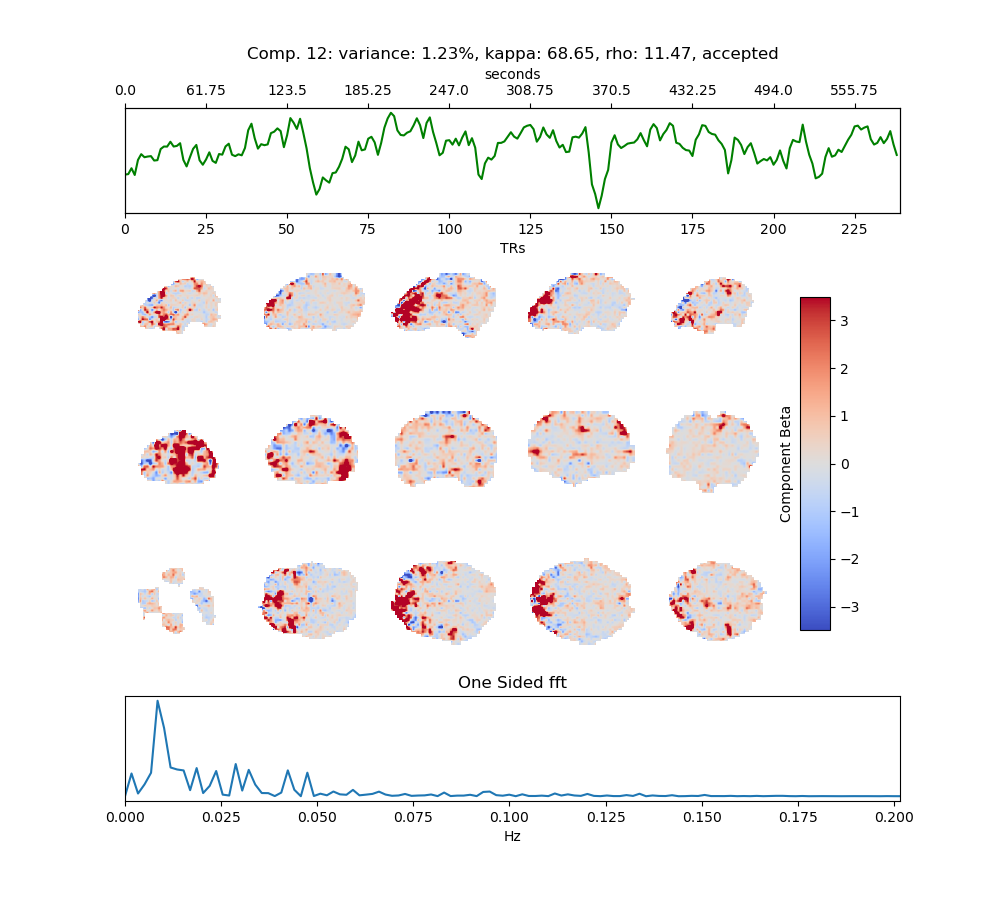 Comp. 12: variance: 1.23%, kappa: 68.65, rho: 11.47, accepted
seconds
0.0 61.75 123.5 185.25 247.0 308.75 370.5 432.25 494.0 555.75
0 25 50 75 100 125 150 175 200 225
TRs
3
2
1
0
−1
−2
−3
Component Beta
One Sided fft
0.000 0.025 0.050 0.075 0.100 0.125 0.150 0.175 0.200
Hz